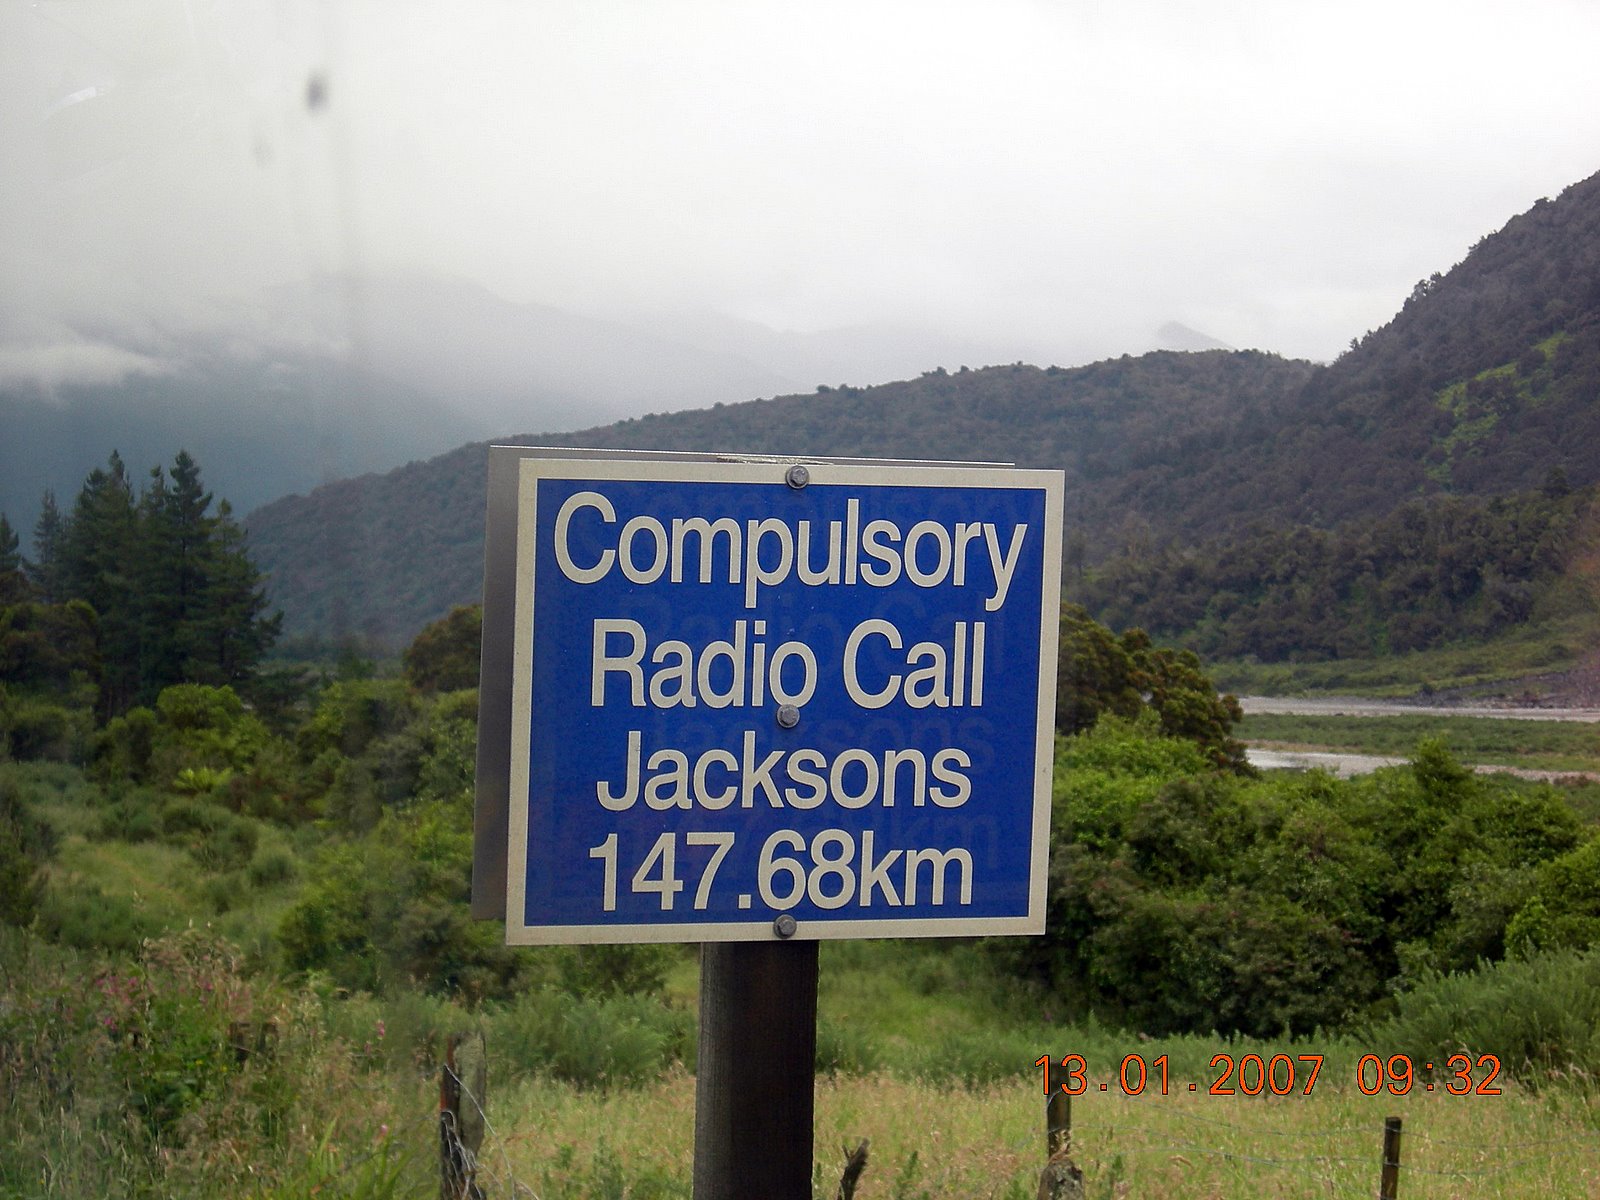 Compulsory
Radio Call
Jacksons
147.68km
13.01.2007 09:32